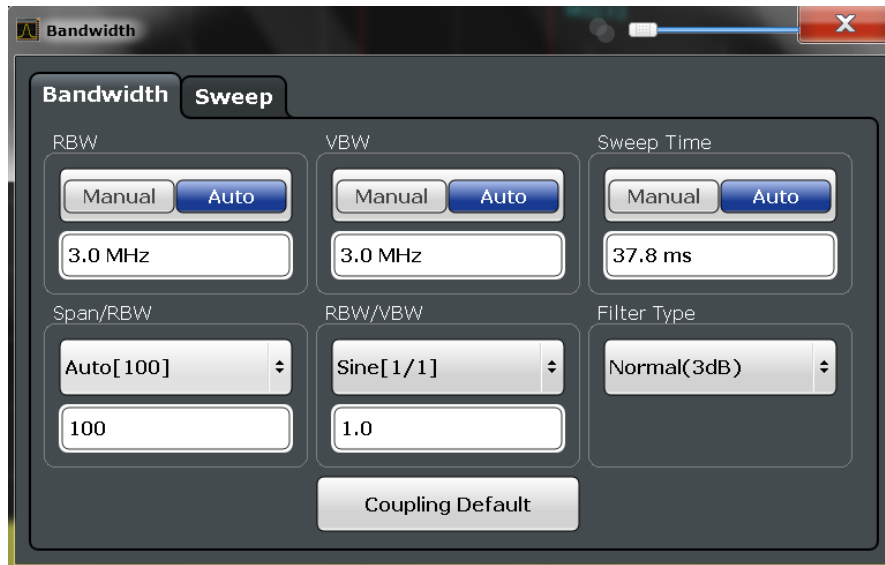 Bandwidth
X
Bandwidth Sweep
RBW VBW Sweep Time
Manual Auto Manual Auto Manual Auto
3.0 MHz 3.0 MHz 37.8 ms
Span/RBW RBW/VBW Filter Type
Auto[100] Sine[1/1] Normal(3dB)
100 1.0
Coupling Default